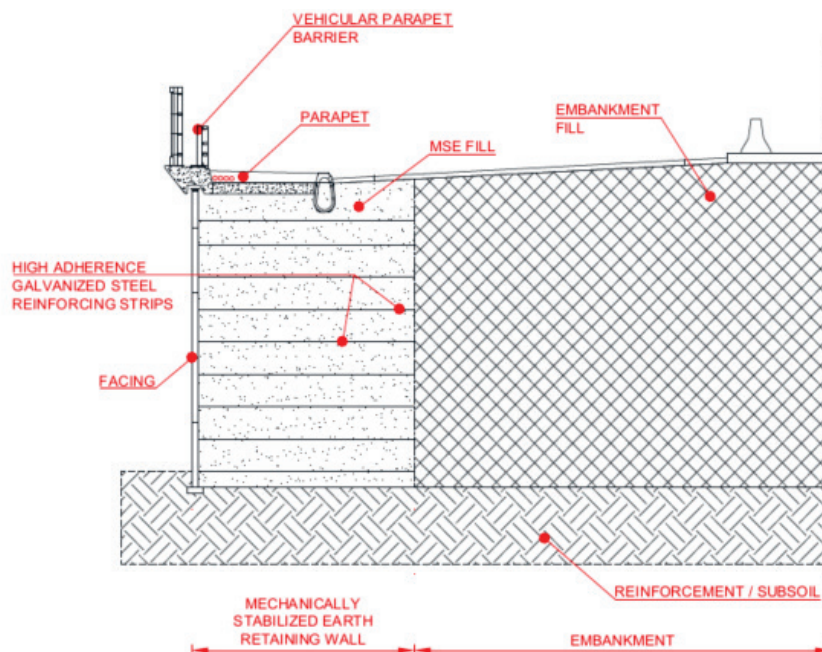 VEHICULAR PARAPET
BARRIER
PARAPET
EMBANKMENT
FILL
MSE FILL
HIGH ADHERENCE
GALVANIZED STEEL
REINFORCING STRIPS
FACING
REINFORCEMENT / SUBSOIL
MECHANICALLY
STABILIZED EARTH
RETAINING WALL
EMBANKMENT